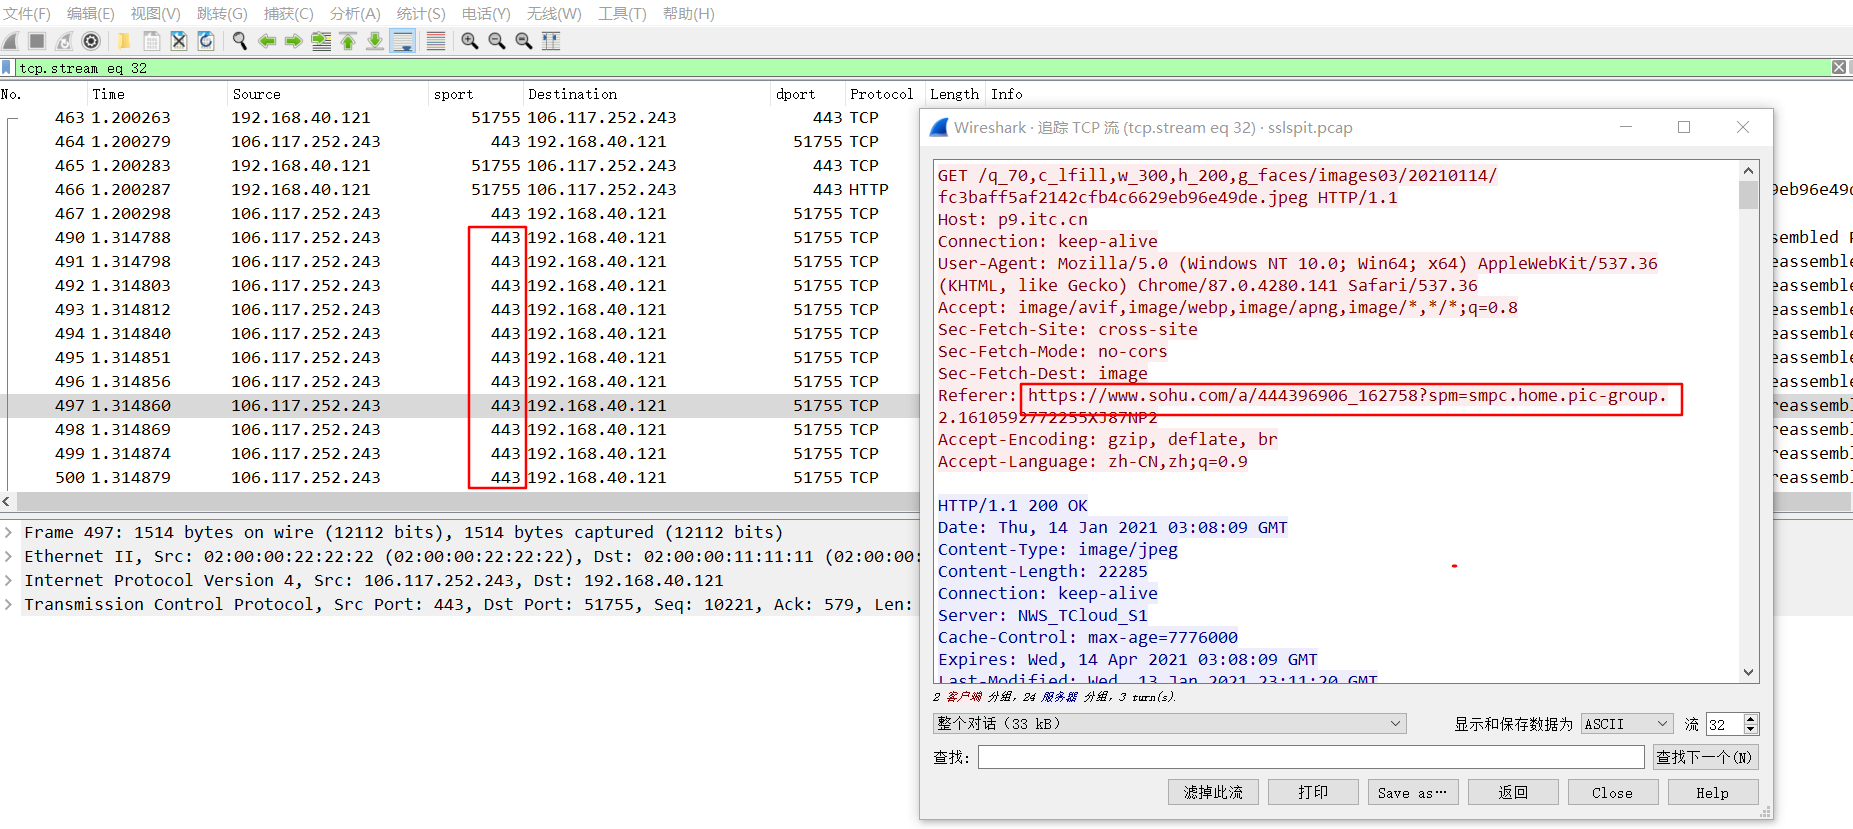 文件(F) 编辑(E) 视图(V) 跳转(G) 捕获(C) 分析(A) 统计(S) 电话(Y) 无线(W) 工具(T) 帮助(H)
tcp.stream eq 32
No. Time Source sport Destination dport Protocol Length Info
463 1.200263 192.168.40.121 51755 106.117.252.243 443 TCP
464 1.200279 106.117.252.243 443 192.168.40.121 51755 TCP
465 1.200283 192.168.40.121 51755 106.117.252.243 443 TCP
466 1.200287 192.168.40.121 51755 106.117.252.243 443 HTTP
467 1.200298 106.117.252.243 443 192.168.40.121 51755 TCP
490 1.314788 106.117.252.243 443 192.168.40.121 51755 TCP
491 1.314798 106.117.252.243 443 192.168.40.121 51755 TCP
492 1.314803 106.117.252.243 443 192.168.40.121 51755 TCP
493 1.314812 106.117.252.243 443 192.168.40.121 51755 TCP
494 1.314840 106.117.252.243 443 192.168.40.121 51755 TCP
495 1.314851 106.117.252.243 443 192.168.40.121 51755 TCP
496 1.314856 106.117.252.243 443 192.168.40.121 51755 TCP
497 1.314860 106.117.252.243 443 192.168.40.121 51755 TCP
498 1.314869 106.117.252.243 443 192.168.40.121 51755 TCP
499 1.314874 106.117.252.243 443 192.168.40.121 51755 TCP
500 1.314879 106.117.252.243 443 192.168.40.121 51755 TCP
Frame 497: 1514 bytes on wire (12112 bits), 1514 bytes captured (12112 bits)
Ethernet II, Src: 02:00:00:22:22:22 (02:00:00:22:22:22), Dst: 02:00:00:11:11:11 (02:00:00:
Internet Protocol Version 4, Src: 106.117.252.243, Dst: 192.168.40.121
Transmission Control Protocol, Src Port: 443, Dst Port: 51755, Seq: 10221, Ack: 579, Len:
Wireshark · 追踪 TCP 流 (tcp.stream eq 32) · sslspit.pcap
GET /q_70,c_lfill,w_300,h_200,g_faces/images03/20210114/
fc3baff5af2142cfb4c6629eb96e49de.jpeg HTTP/1.1
Host: p9.itc.cn
Connection: keep-alive
User-Agent: Mozilla/5.0 (Windows NT 10.0; Win64; x64) AppleWebKit/537.36
(KHTML, like Gecko) Chrome/87.0.4280.141 Safari/537.36
Accept: image/avif,image/webp,image/apng,image/*,*/*;q=0.8
Sec-Fetch-Site: cross-site
Sec-Fetch-Mode: no-cors
Sec-Fetch-Dest: image
Referer: https://www.sohu.com/a/444396906_162758?spm=smpc.home.pic-group.
2.1610592772255XJ87NP2
Accept-Encoding: gzip, deflate, br
Accept-Language: zh-CN,zh;q=0.9
HTTP/1.1 200 OK
Date: Thu, 14 Jan 2021 03:08:09 GMT
Content-Type: image/jpeg
Content-Length: 22285
Connection: keep-alive
Server: NWS_TCloud_S1
Cache-Control: max-age=7776000
Expires: Wed, 14 Apr 2021 03:08:09 GMT
Last-Modified: Wed, 13 Jan 2021 23:11:20 GMT
2 客户端 分组, 24 服务器 分组, 3 turn(s).
整个对话 (33 kB) 显示和保存数据为 ASCII 流 32
查找: 查找下一个(N)
滤掉此流 打印 Save as… 返回 Close Help